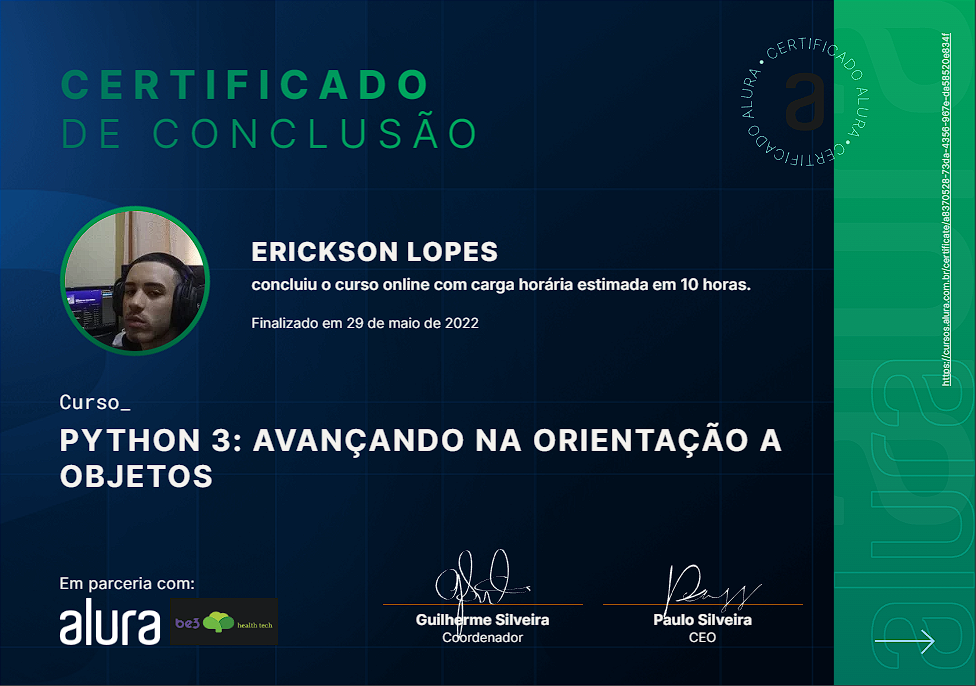 CERTIFICADO
DE CONCLUSÃO
CERTIFICADO ALURA • CERTIFICADO ALURA •
a
ERICKSON LOPES
concluiu o curso online com carga horária estimada em 10 horas.
Finalizado em 29 de maio de 2022
Curso_
PYTHON 3: AVANÇANDO NA ORIENTAÇÃO A
OBJETOS
Em parceria com:
alura
be3 health tech
Guilherme Silveira
Coordenador
Paulo Silveira
CEO
https://cursos.alura.com.br/certificate/a8370528-73da-4356-967e-da58520e834f
alura